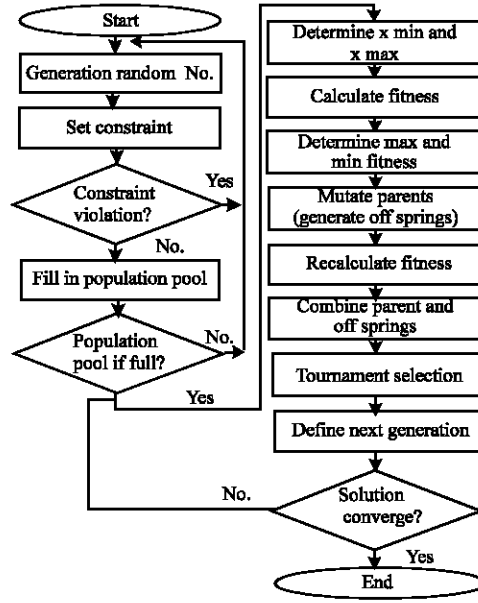 Start
Generation random No.
Set constraint
Constraint
violation?
Yes
No.
Fill in population pool
Population
pool if full?
No.
Yes
Determine x min and
x max
Calculate fitness
Determine max and
min fitness
Mutate parents
(generate off springs)
Recalculate fitness
Combine parent and
off springs
Tournament selection
Define next generation
Solution
converge?
No.
Yes
End